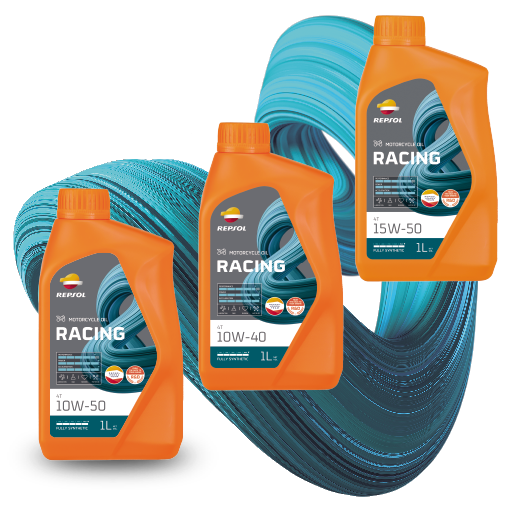 REPSOL
MOTORCYCLE OIL
RACING
4T
15W-50
FULLY SYNTHETIC
1L
REPSOL
MOTORCYCLE OIL
RACING
4T
10W-40
FULLY SYNTHETIC
1L
REPSOL
MOTORCYCLE OIL
RACING
4T
10W-50
FULLY SYNTHETIC
1L